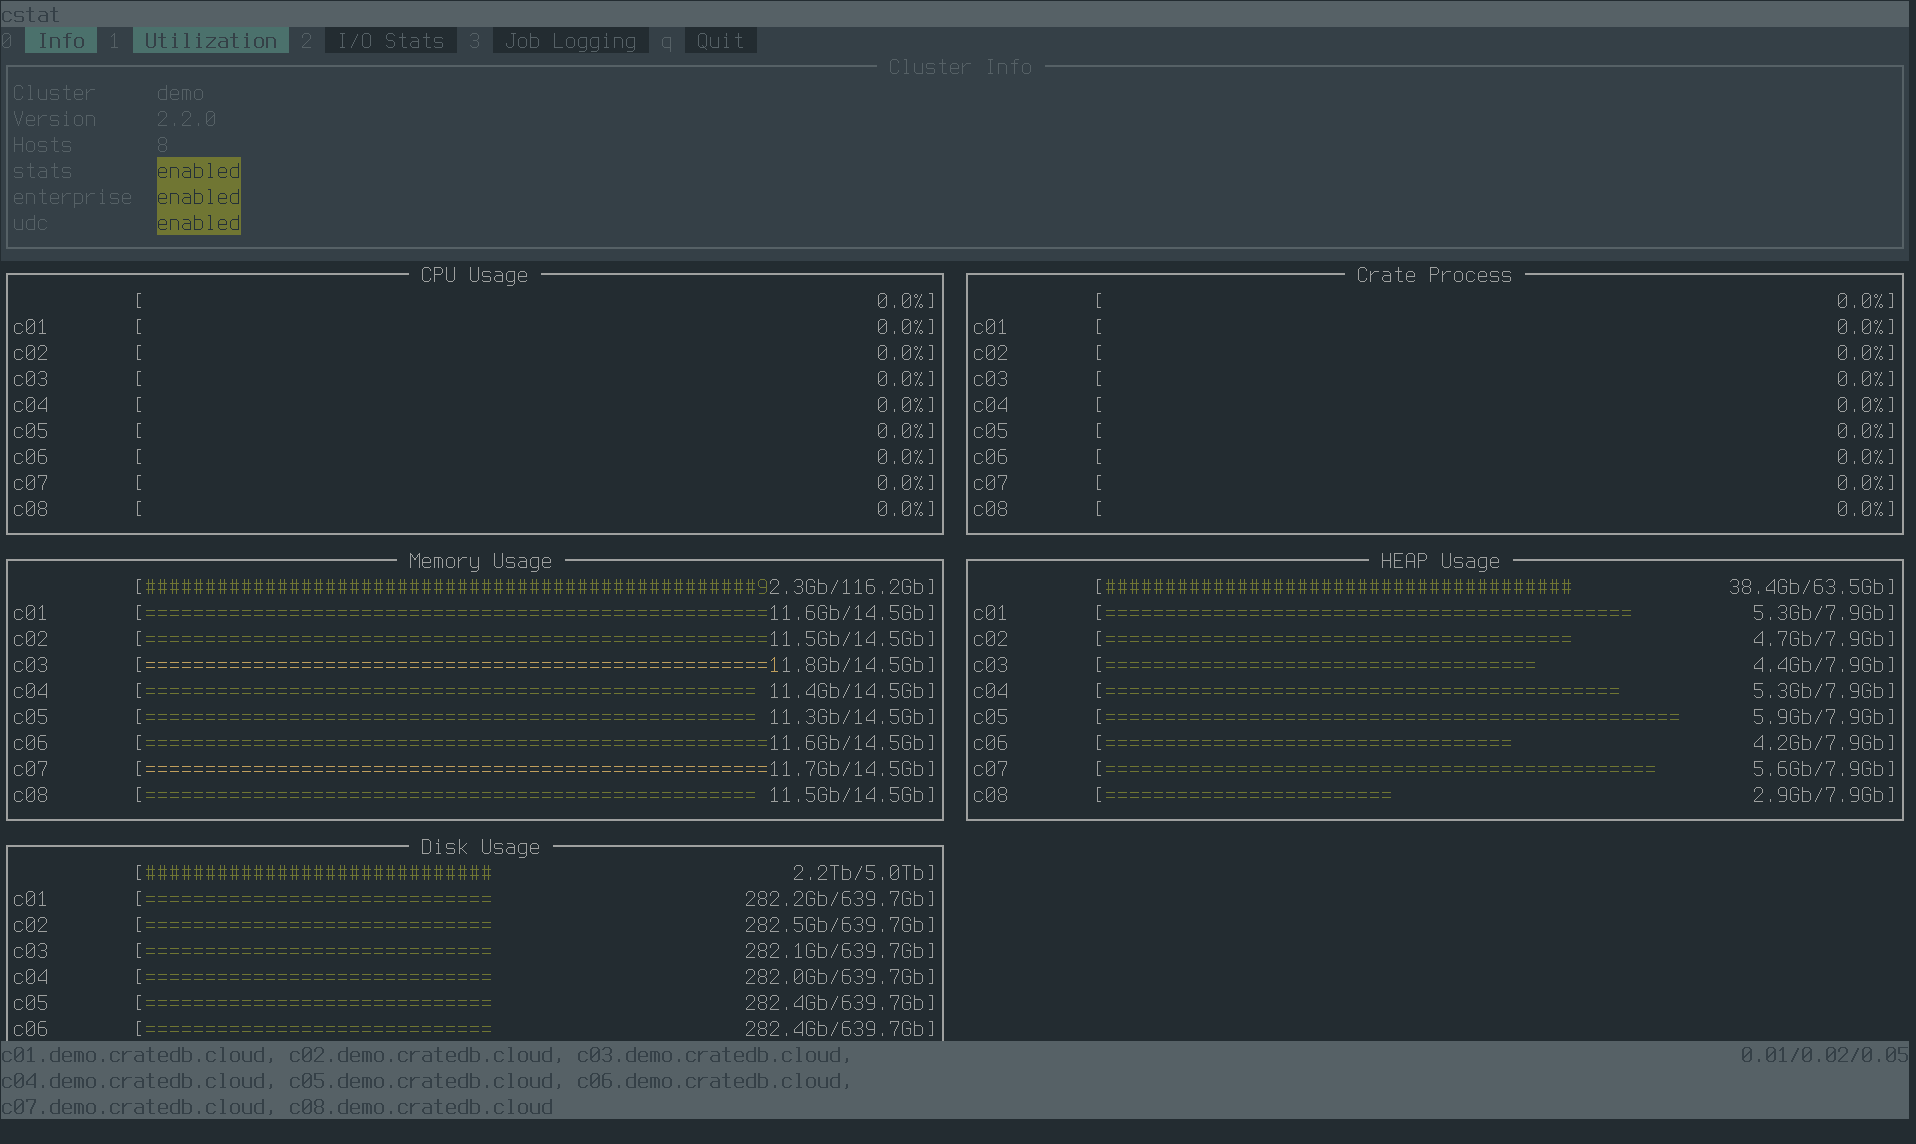 cstat
0 Info 1 Utilization 2 I/O Stats 3 Job Logging q Quit
Cluster Info
Cluster demo
Version 2.2.0
Hosts 8
stats enabled
enterprise enabled
udc enabled
CPU Usage
[ 0.0%]
c01 [ 0.0%]
c02 [ 0.0%]
c03 [ 0.0%]
c04 [ 0.0%]
c05 [ 0.0%]
c06 [ 0.0%]
c07 [ 0.0%]
c08 [ 0.0%]
Crate Process
[ 0.0%]
c01 [ 0.0%]
c02 [ 0.0%]
c03 [ 0.0%]
c04 [ 0.0%]
c05 [ 0.0%]
c06 [ 0.0%]
c07 [ 0.0%]
c08 [ 0.0%]
Memory Usage
[###################################################92.3Gb/116.2Gb]
c01 [====================================================11.6Gb/14.5Gb]
c02 [====================================================11.5Gb/14.5Gb]
c03 [====================================================11.8Gb/14.5Gb]
c04 [=================================================== 11.4Gb/14.5Gb]
c05 [=================================================== 11.3Gb/14.5Gb]
c06 [====================================================11.6Gb/14.5Gb]
c07 [====================================================11.7Gb/14.5Gb]
c08 [=================================================== 11.5Gb/14.5Gb]
HEAP Usage
[####################################### 38.4Gb/63.5Gb]
c01 [============================================ 5.3Gb/7.9Gb]
c02 [======================================= 4.7Gb/7.9Gb]
c03 [==================================== 4.4Gb/7.9Gb]
c04 [=========================================== 5.3Gb/7.9Gb]
c05 [================================================ 5.9Gb/7.9Gb]
c06 [================================== 4.2Gb/7.9Gb]
c07 [============================================== 5.6Gb/7.9Gb]
c08 [======================== 2.9Gb/7.9Gb]
Disk Usage
[############################# 2.2Tb/5.0Tb]
c01 [============================= 282.2Gb/639.7Gb]
c02 [============================= 282.5Gb/639.7Gb]
c03 [============================= 282.1Gb/639.7Gb]
c04 [============================= 282.0Gb/639.7Gb]
c05 [============================= 282.4Gb/639.7Gb]
c06 [============================= 282.4Gb/639.7Gb]
c01.demo.cratedb.cloud, c02.demo.cratedb.cloud, c03.demo.cratedb.cloud, 0.01/0.02/0.05
c04.demo.cratedb.cloud, c05.demo.cratedb.cloud, c06.demo.cratedb.cloud,
c07.demo.cratedb.cloud, c08.demo.cratedb.cloud